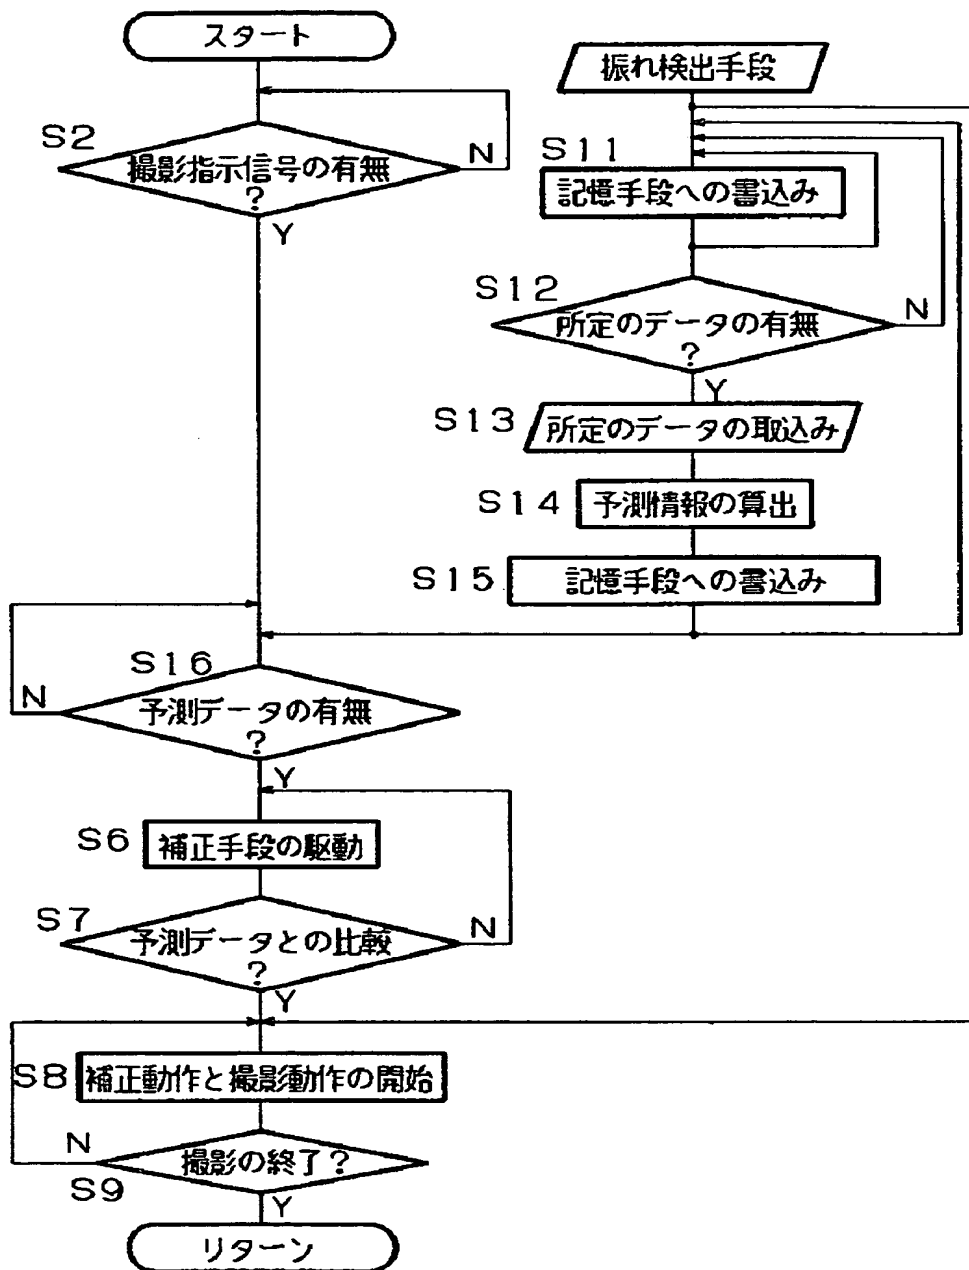 スタート
S2
撮影指示信号の有無
?
N
Y
振れ検出手段
S11
記憶手段への書込み
S12
所定のデータの有無
?
N
Y
S13
所定のデータの取込み
S14
予測情報の算出
S15
記憶手段への書込み
S16
予測データの有無
?
N
Y
S6
補正手段の駆動
S7
予測データとの比較
?
N
Y
S8
補正動作と撮影動作の開始
S9
撮影の終了?
N
Y
リターン